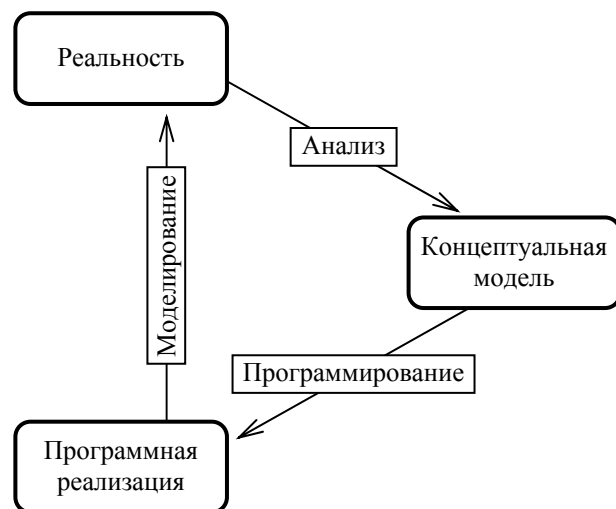 Реальность
Анализ
Концептуальная
модель
Моделирование
Программирование
Программная
реализация